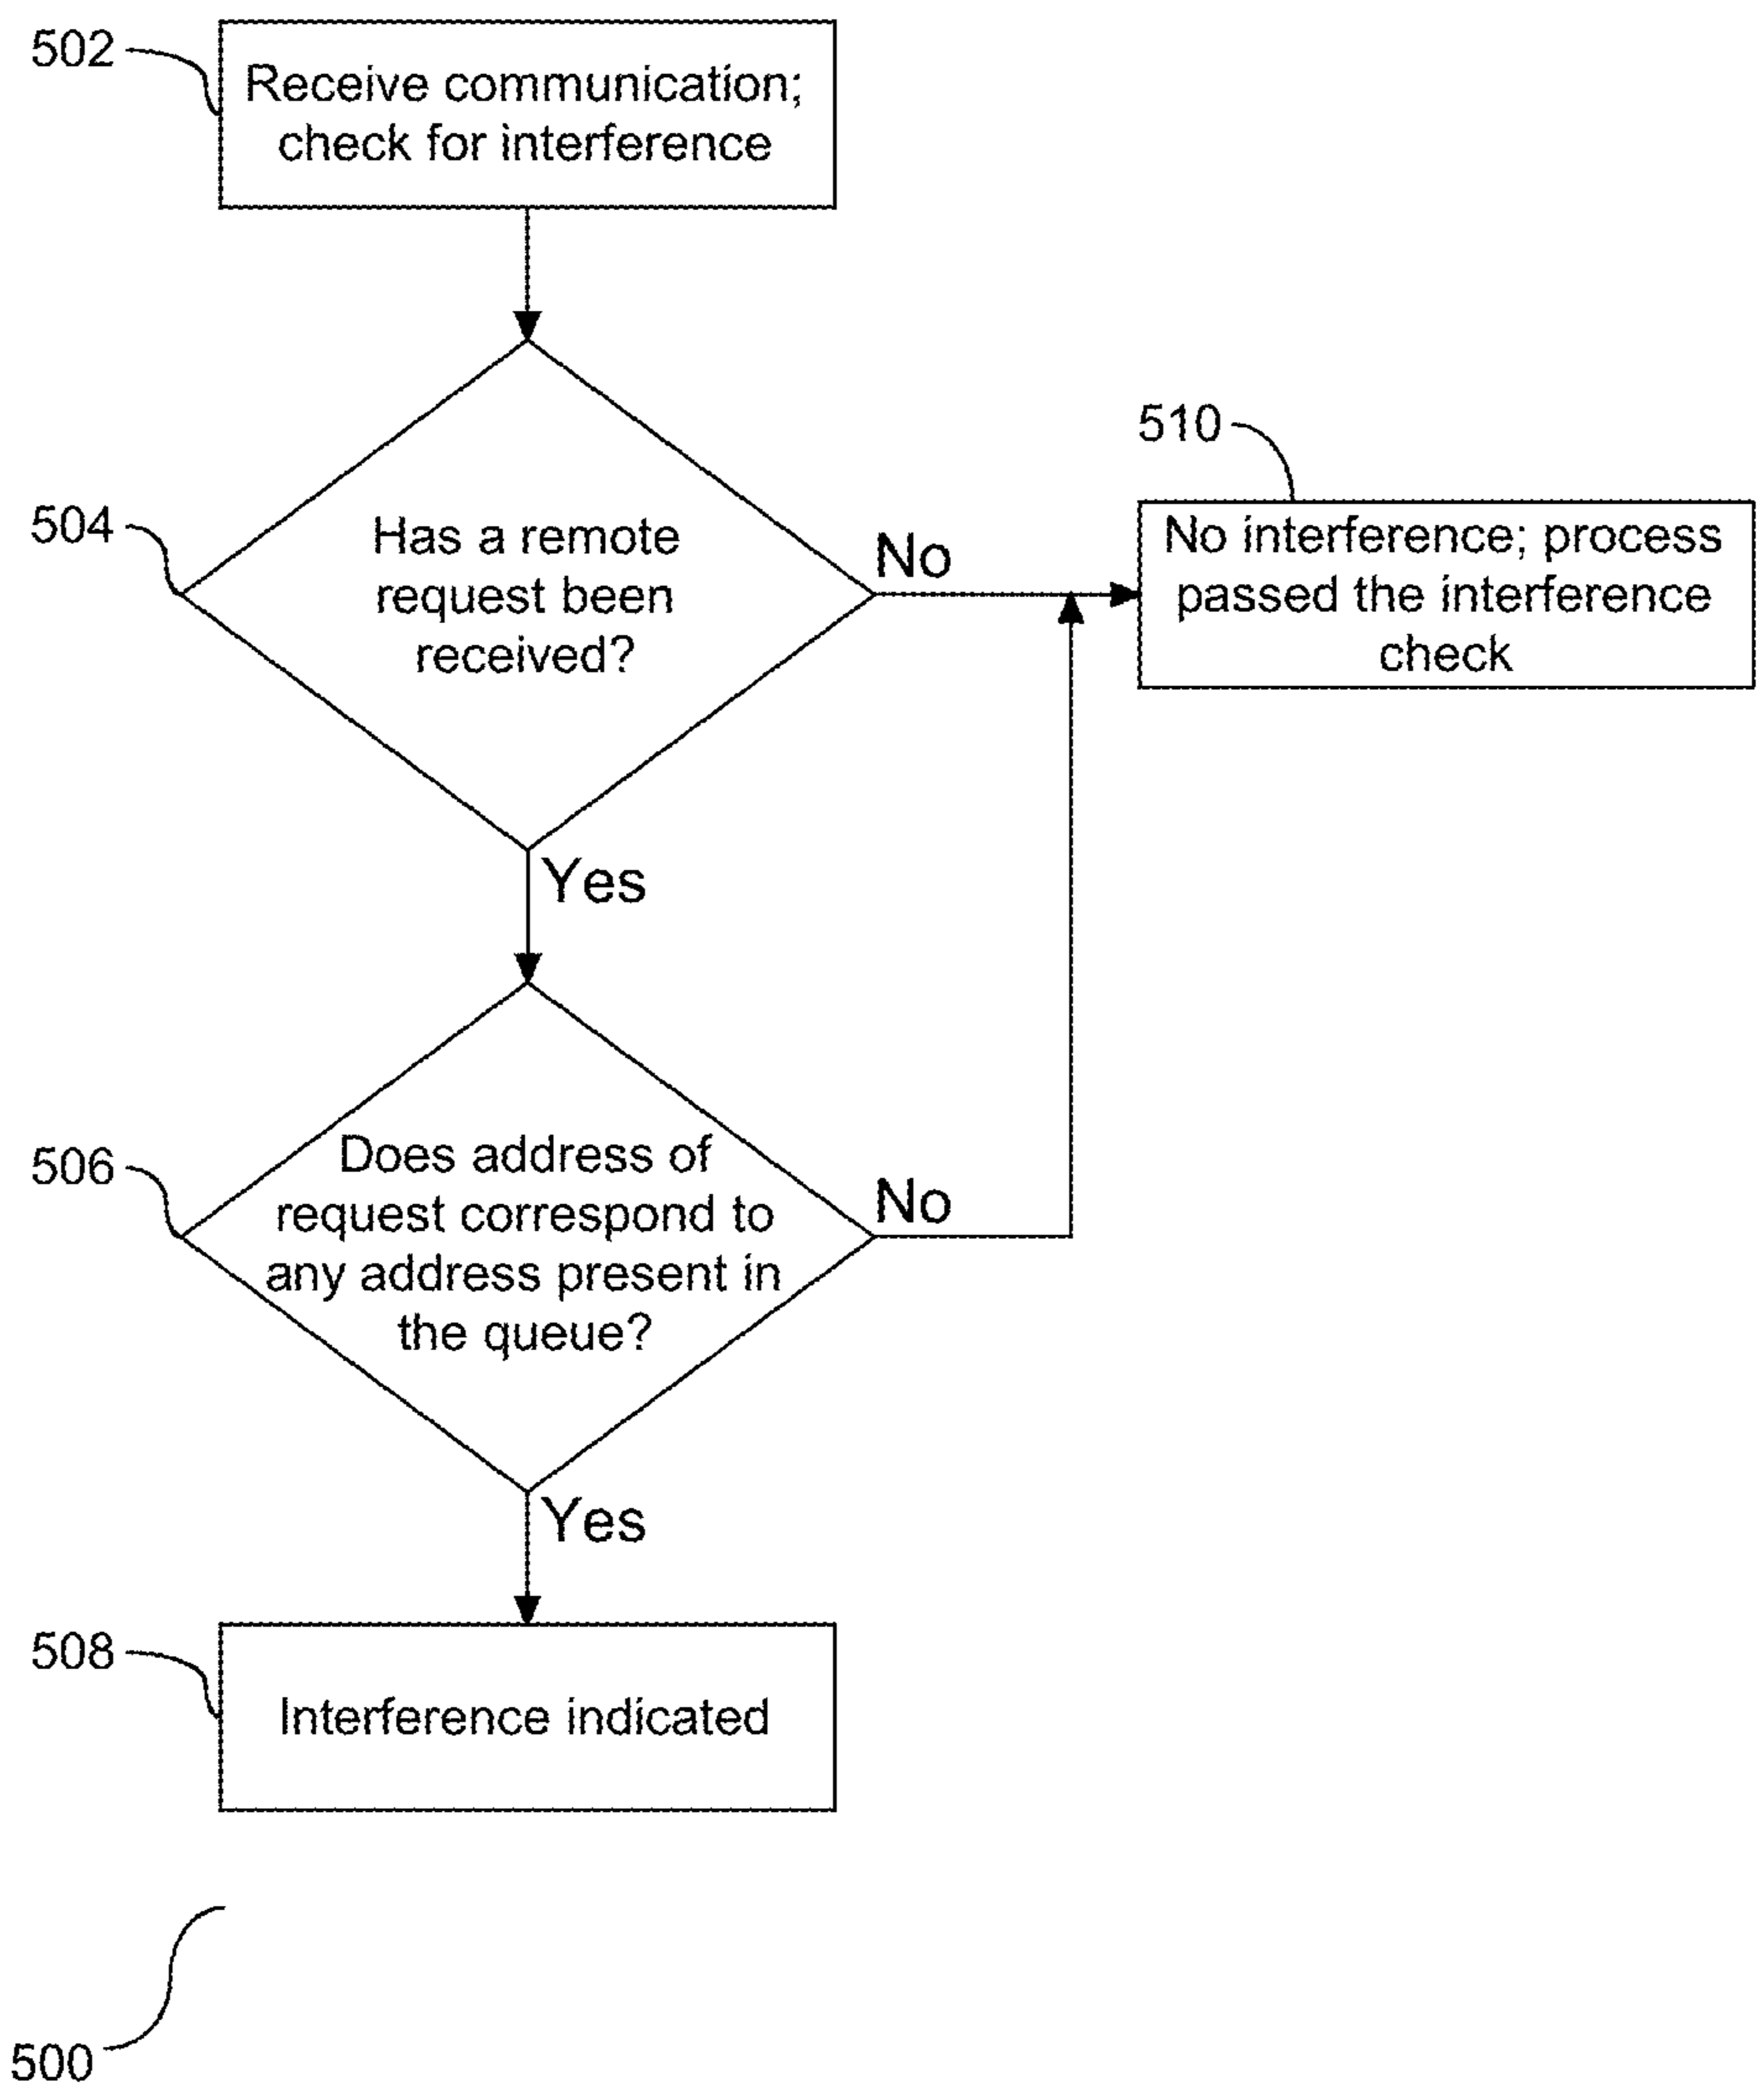 502
Receive communication;
check for interference
504
Has a remote
request been
received?
No
510
No interference; process
passed the interference
check
Yes
506
Does address of
request correspond to
any address present in
the queue?
No
Yes
508
Interference indicated
500